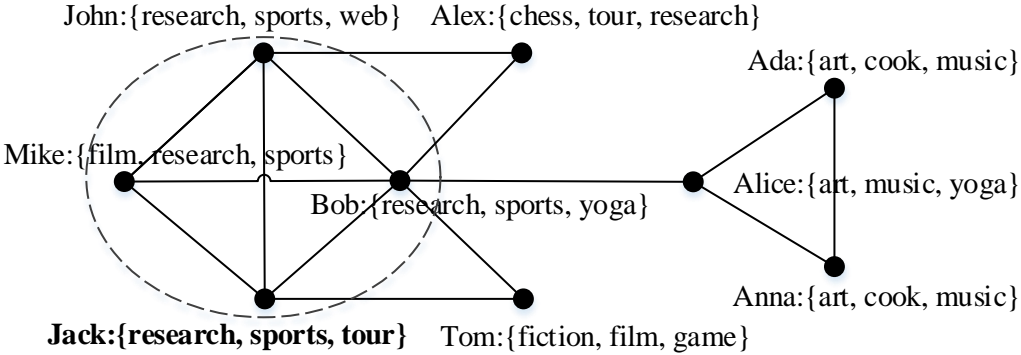 John:{research, sports, web}
Alex:{chess, tour, research}
Ada:{art, cook, music}
Mike:{film, research, sports}
Alice:{art, music, yoga}
Bob:{research, sports, yoga}
Anna:{art, cook, music}
Jack:{research, sports, tour}
Tom:{fiction, film, game}